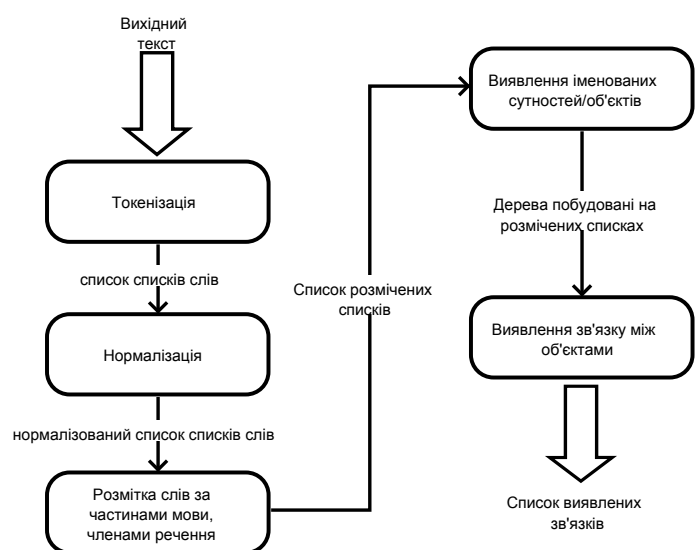 Вихідний
текст
Токенізація
список списків слів
Нормалізація
нормалізований список списків слів
Розмітка слів за
частинами мови,
членами речення
Список розмічених
списків
Виявлення іменованих
сутностей/об'єктів
Дерева побудовані на
розмічених списках
Виявлення зв'язку між
об'єктами
Список виявлених
зв'язків